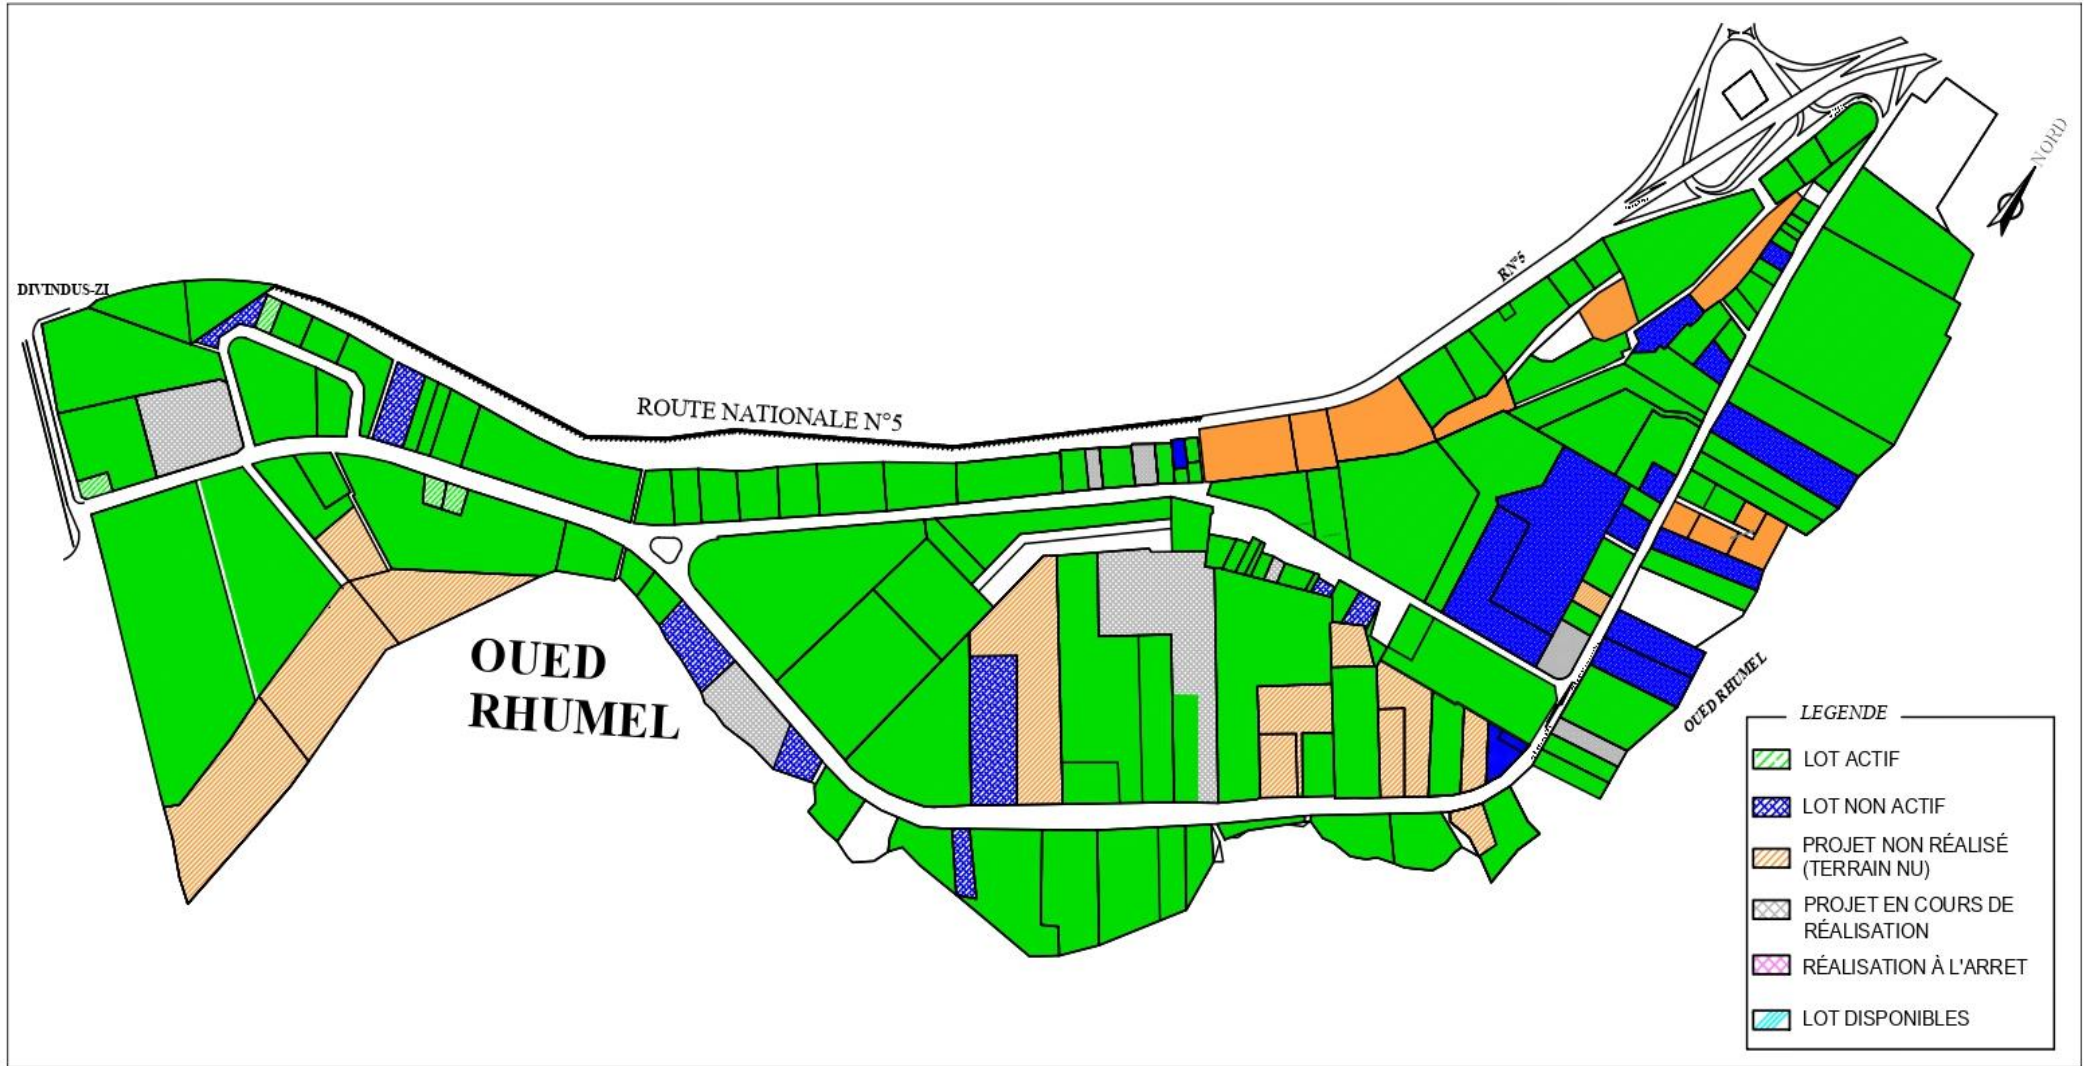 NORD
RN°5
DIVINDUS-ZI
ROUTE NATIONALE N°5
OUED
RHUMEL
OUED RHUMEL
LEGENDE
LOT ACTIF
LOT NON ACTIF
PROJET NON RÉALISÉ
(TERRAIN NU)
PROJET EN COURS DE
RÉALISATION
RÉALISATION À L'ARRET
LOT DISPONIBLES